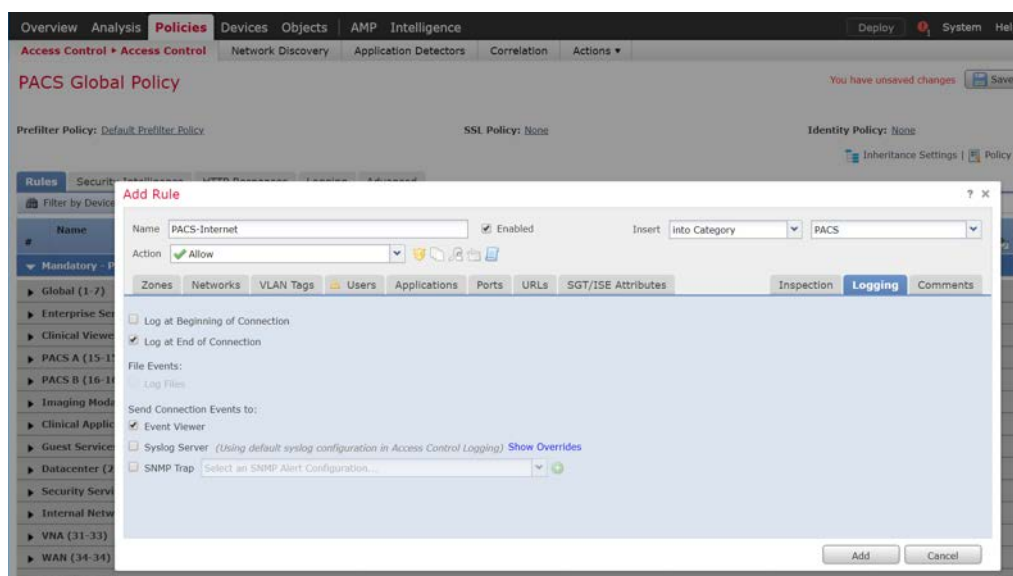 Overview Analysis Policies Devices Objects AMP Intelligence Deploy System Hel
Access Control ▸ Access Control Network Discovery Application Detectors Correlation Actions ▾
PACS Global Policy
You have unsaved changes Save
Prefilter Policy: Default Prefilter Policy SSL Policy: None Identity Policy: None
Inheritance Settings | Policy
Rules
Filter by Device
Add Rule ? ×
Name
#
Name PACS-Internet Enabled Insert into Category PACS
Action Allow
Mandatory - P
Zones Networks VLAN Tags Users Applications Ports URLs SGT/ISE Attributes Inspection Logging Comments
Global (1-7)
Enterprise Ser
Log at Beginning of Connection
Clinical Viewe
Log at End of Connection
PACS A (15-15
File Events:
PACS B (16-16
Log Files
Imaging Moda
Send Connection Events to:
Clinical Applic
Event Viewer
Guest Service
Syslog Server (Using default syslog configuration in Access Control Logging) Show Overrides
Datacenter (2
SNMP Trap Select an SNMP Alert Configuration...
Security Servi
Internal Netw
VNA (31-33)
WAN (34-34)
Add Cancel